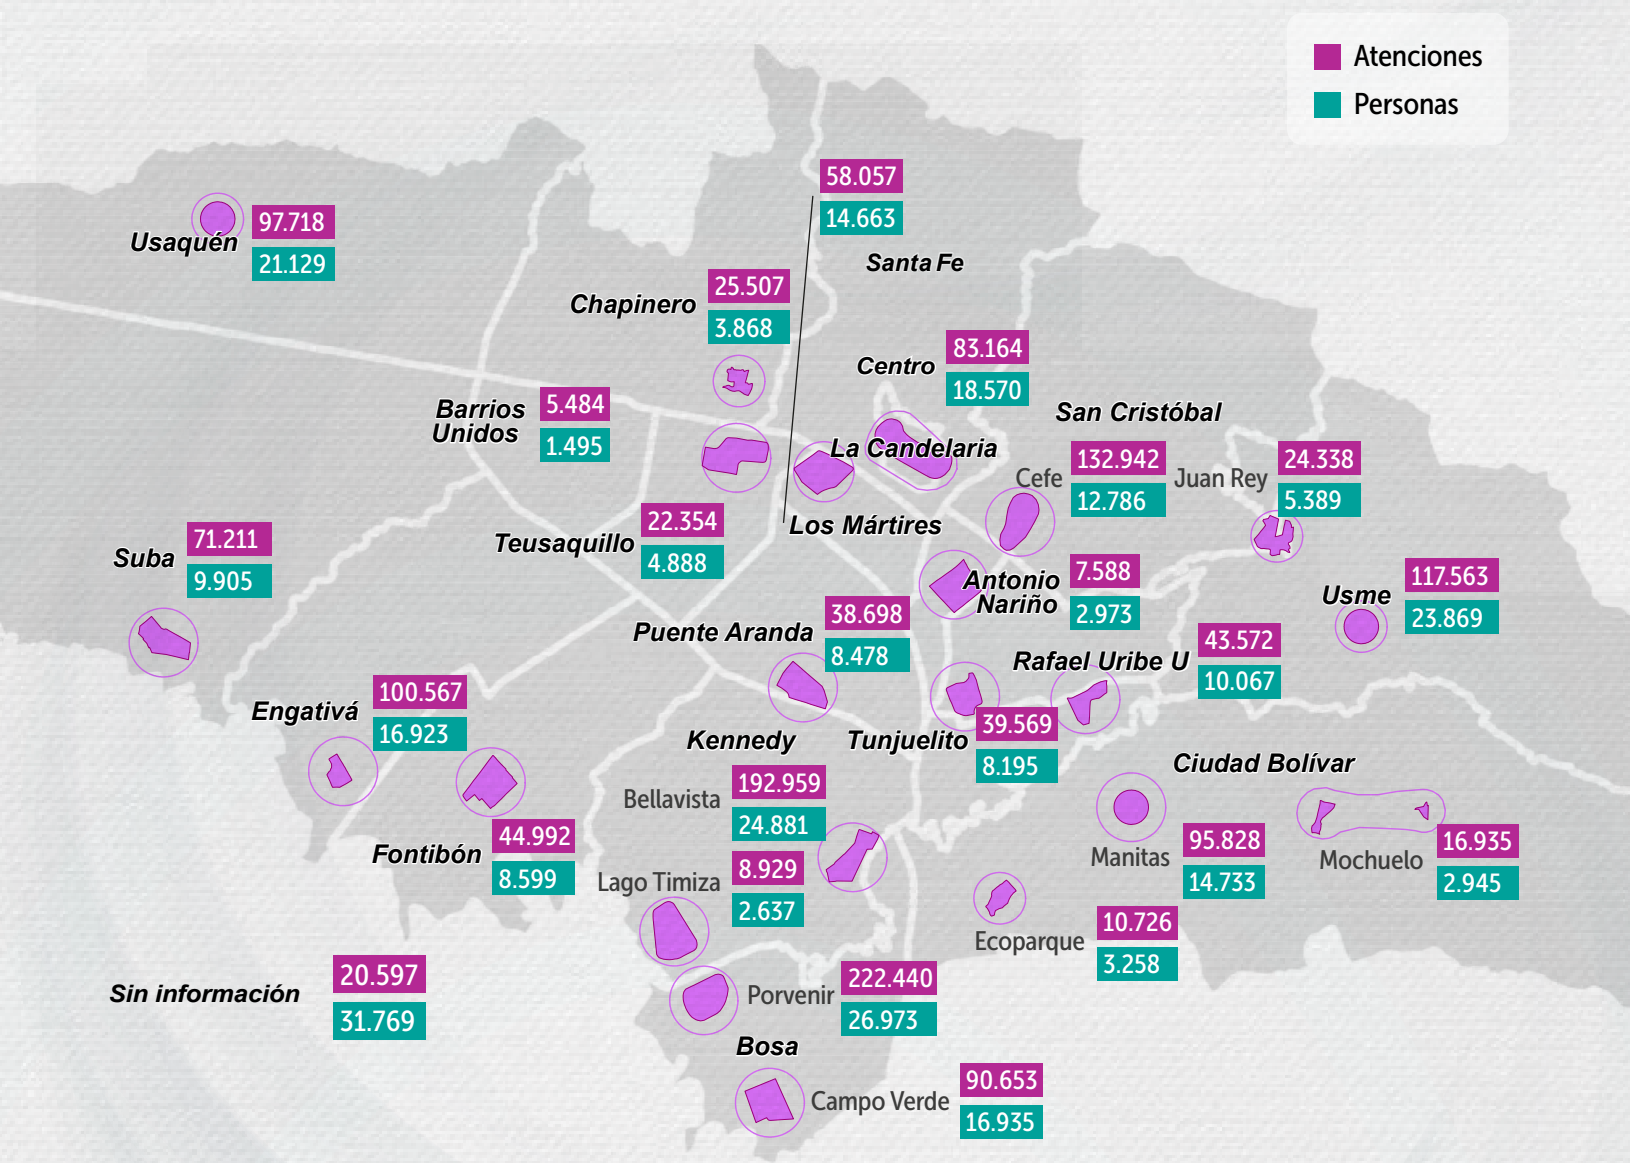 Atenciones
Personas
58.057
14.663
Santa Fe
97.718
Usaquén
21.129
25.507
Chapinero
3.868
83.164
Centro
18.570
Barrios
Unidos
5.484
1.495
San Cristóbal
La Candelaria
Cefe
132.942
12.786
Juan Rey
24.338
5.389
Los Mártires
22.354
Teusaquillo
4.888
71.211
Suba
9.905
Antonio
Nariño
7.588
2.973
117.563
Usme
23.869
38.698
Puente Aranda
8.478
43.572
Rafael Uribe U
10.067
100.567
Engativá
16.923
39.569
Tunjuelito
8.195
Kennedy
Bellavista
192.959
24.881
Lago Timiza
8.929
2.637
Ciudad Bolívar
Manitas
95.828
14.733
Mochuelo
16.935
2.945
44.992
Fontibón
8.599
Ecoparque
10.726
3.258
Sin información
20.597
31.769
Porvenir
222.440
26.973
Bosa
Campo Verde
90.653
16.935